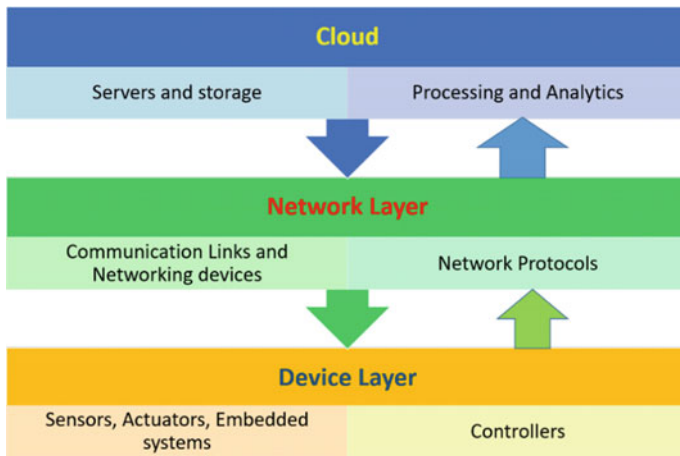 Cloud
Servers and storage
Processing and Analytics
Network Layer
Communication Links and
Networking devices
Network Protocols
Device Layer
Sensors, Actuators, Embedded
systems
Controllers